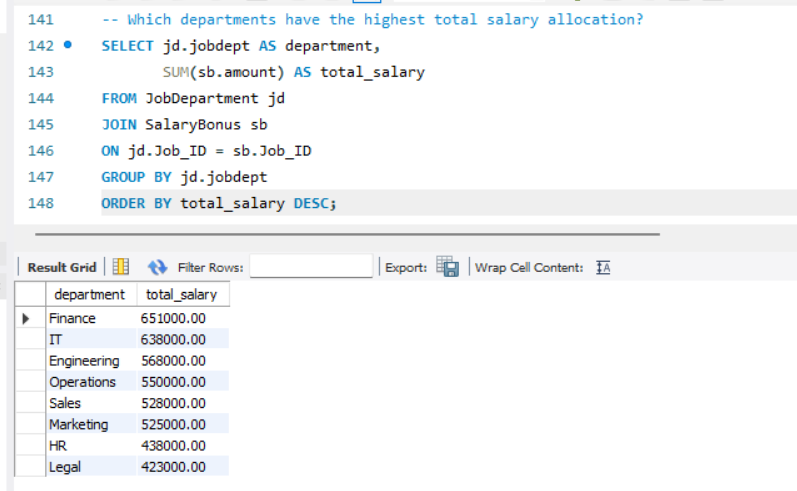 141 -- Which departments have the highest total salary allocation?
142 SELECT jd.jobdept AS department,
143 SUM(sb.amount) AS total_salary
144 FROM JobDepartment jd
145 JOIN SalaryBonus sb
146 ON jd.Job_ID = sb.Job_ID
147 GROUP BY jd.jobdept
148 ORDER BY total_salary DESC;
Result Grid Filter Rows: Export: Wrap Cell Content: IA
department total_salary
Finance 651000.00
IT 638000.00
Engineering 568000.00
Operations 550000.00
Sales 528000.00
Marketing 525000.00
HR 438000.00
Legal 423000.00